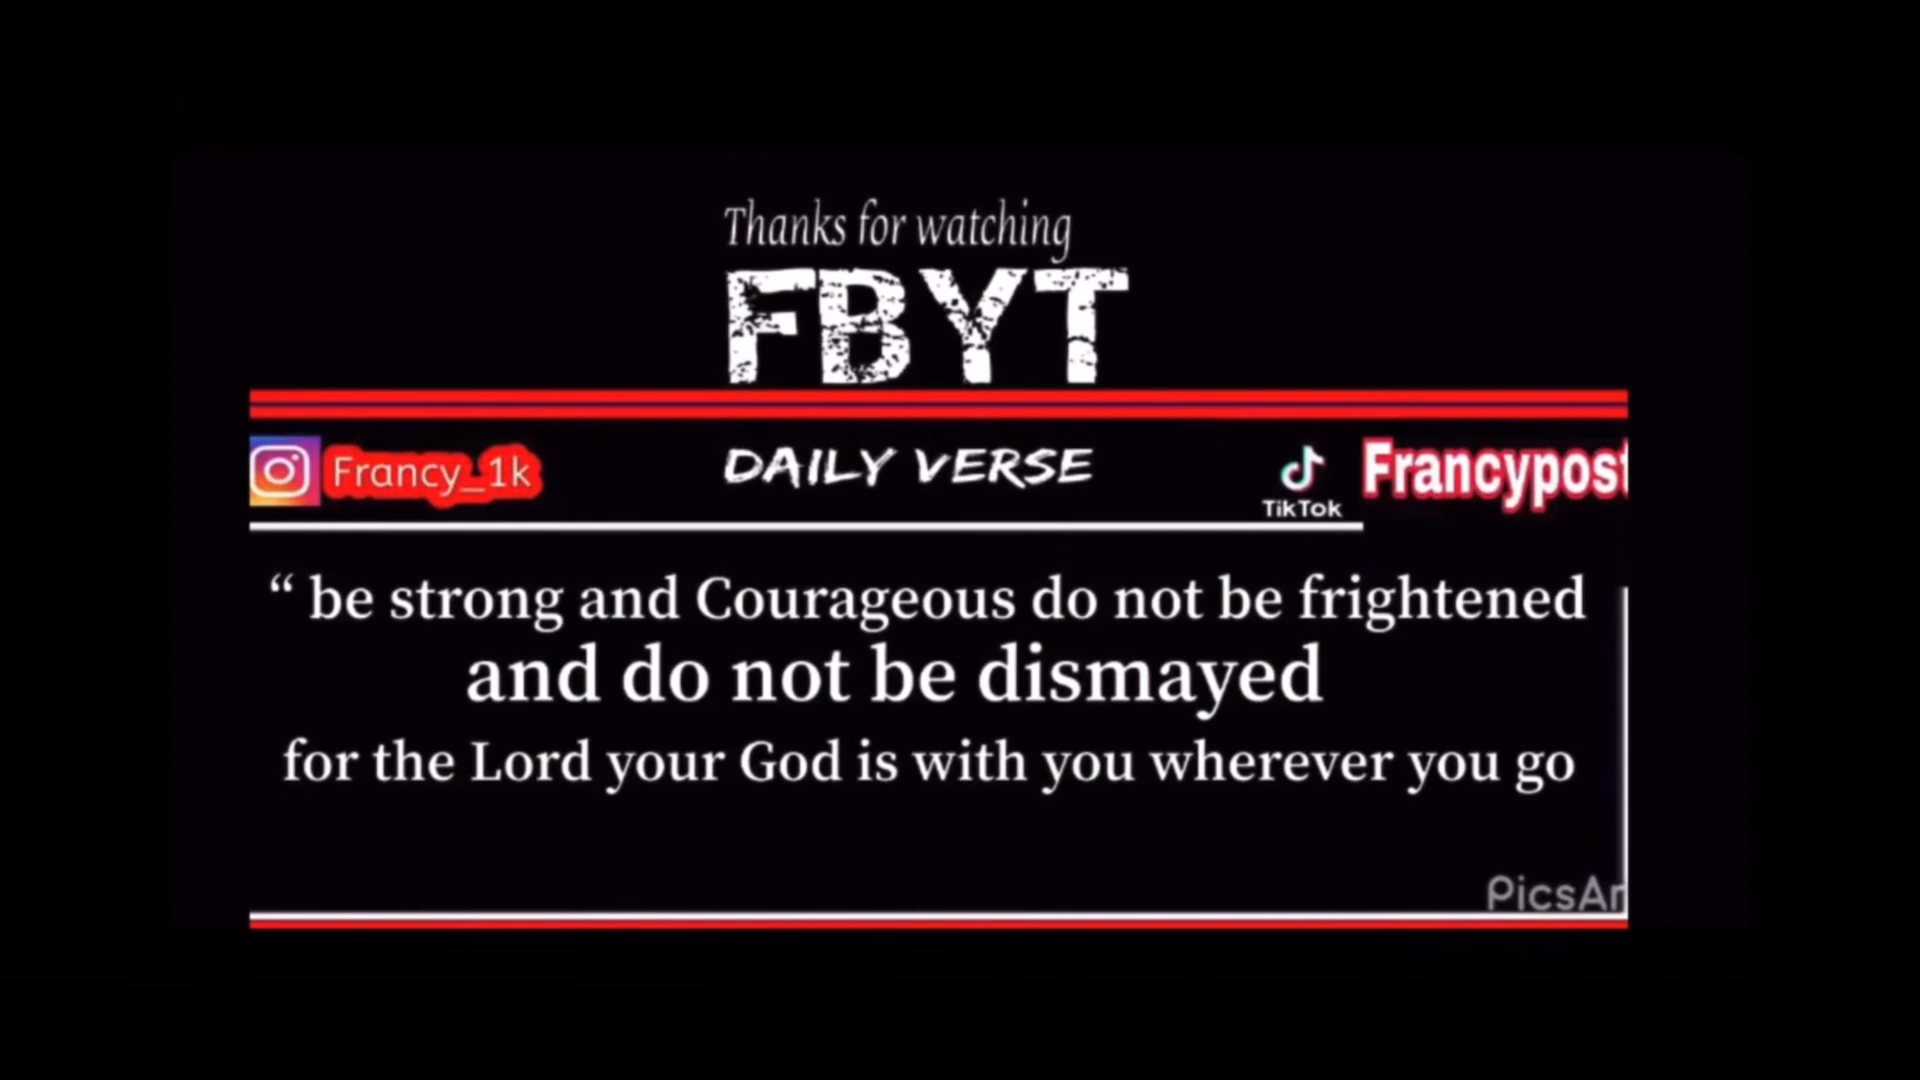 Thanks for watching
FBYT
Francy_1k
DAILY VERSE
TikTok
Francypost
“ be strong and Courageous do not be frightened
and do not be dismayed
for the Lord your God is with you wherever you go
PicsAr